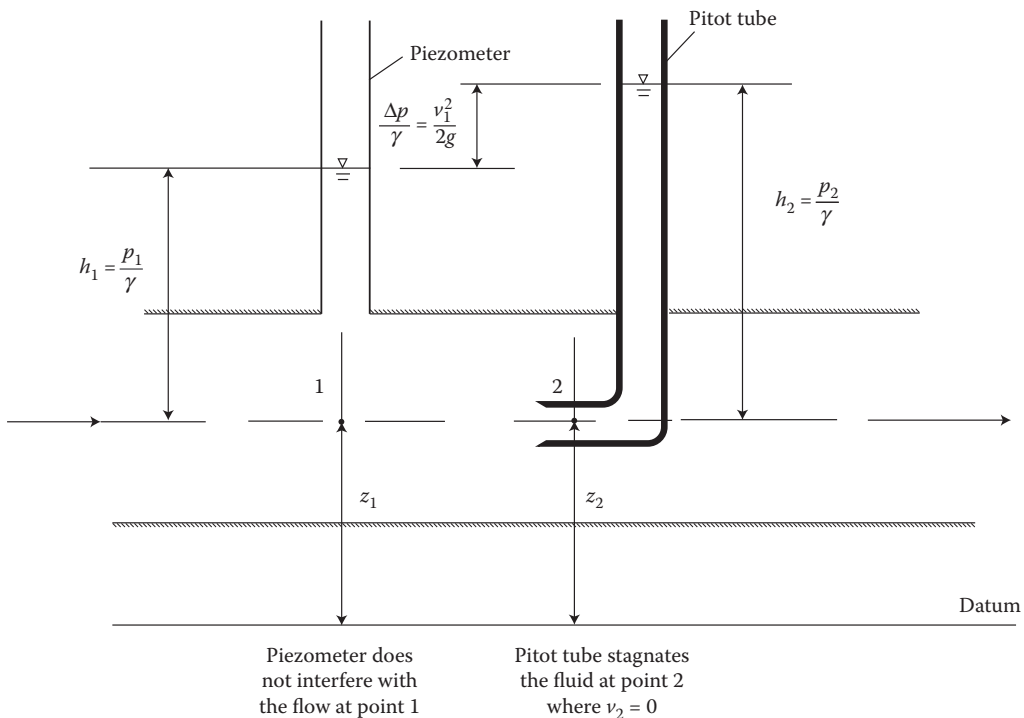 Pitot tube
Piezometer
Δp/γ = v₁²/2g
h₂ = p₂/γ
h₁ = p₁/γ
1
2
z₁
z₂
Datum
Piezometer does
not interfere with
the flow at point 1
Pitot tube stagnates
the fluid at point 2
where v₂ = 0